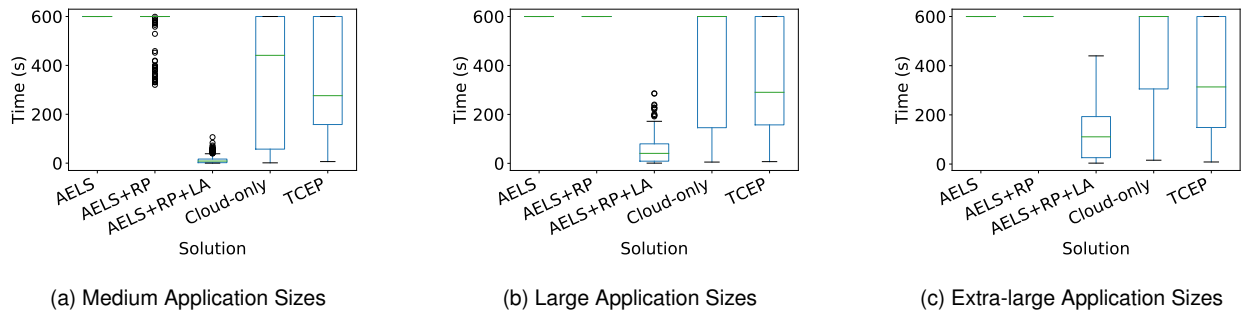 600
400
200
0
Time (s)
AELS
AELS+RP
AELS+RP+LA
Cloud-only
TCEP
Solution
(a) Medium Application Sizes
600
400
200
0
Time (s)
AELS
AELS+RP
AELS+RP+LA
Cloud-only
TCEP
Solution
(b) Large Application Sizes
600
400
200
0
Time (s)
AELS
AELS+RP
AELS+RP+LA
Cloud-only
TCEP
Solution
(c) Extra-large Application Sizes